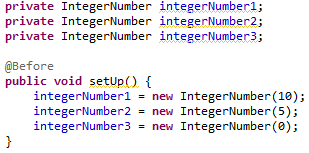 private IntegerNumber integerNumber1;
private IntegerNumber integerNumber2;
private IntegerNumber integerNumber3;
@Before
public void setUp() {
integerNumber1 = new IntegerNumber(10);
integerNumber2 = new IntegerNumber(5);
integerNumber3 = new IntegerNumber(0);
}